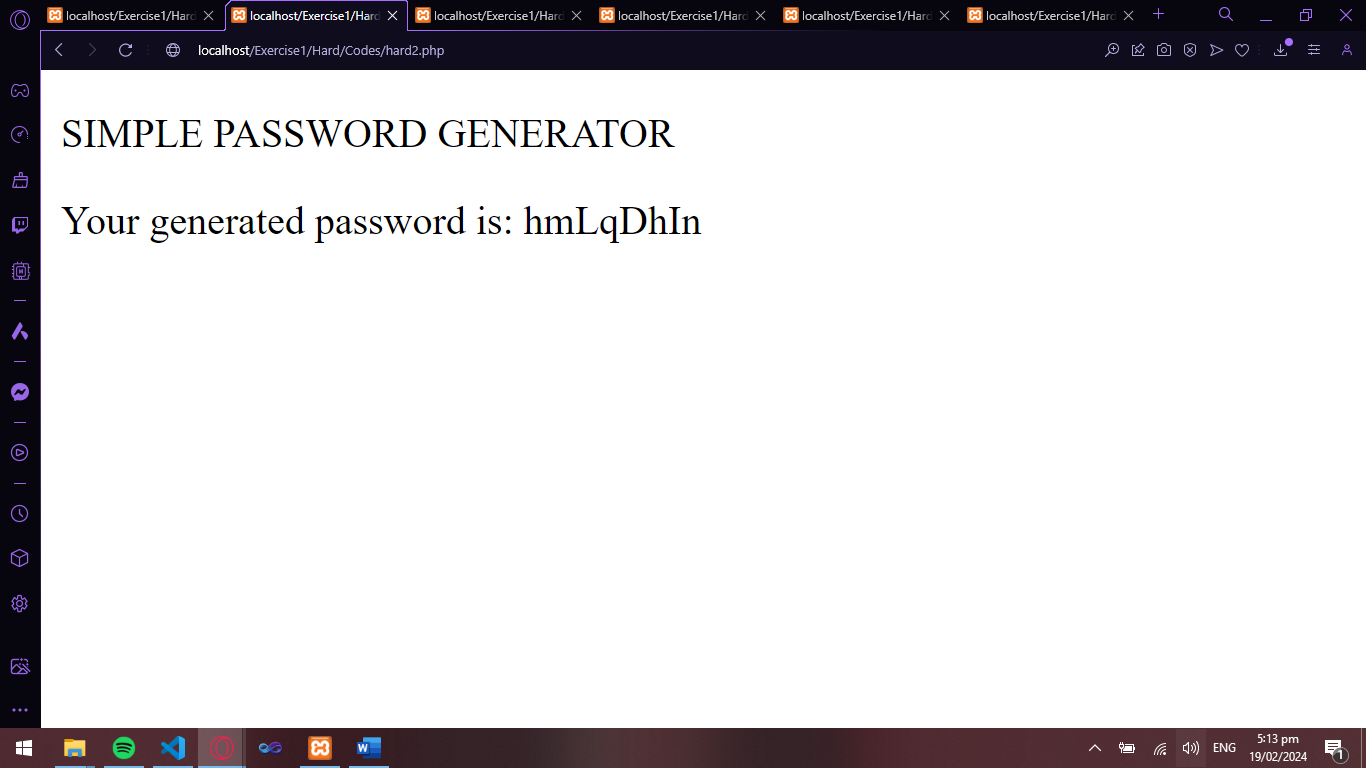 localhost/Exercise1/Hard
localhost/Exercise1/Hard
localhost/Exercise1/Hard
localhost/Exercise1/Hard
localhost/Exercise1/Hard
localhost/Exercise1/Hard
localhost/Exercise1/Hard/Codes/hard2.php
SIMPLE PASSWORD GENERATOR
Your generated password is: hmLqDhIn
ENG
5:13 pm
19/02/2024
1